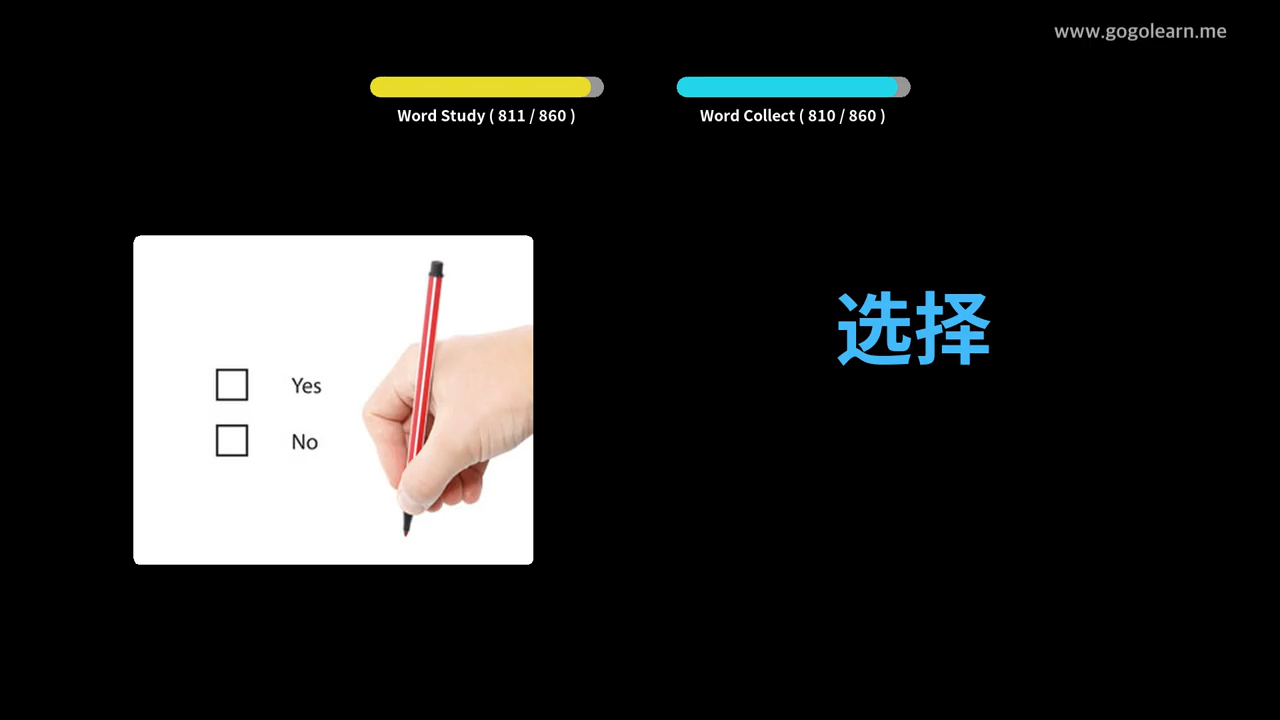 www.gogolearn.me
Word Study ( 811 / 860 )
Word Collect ( 810 / 860 )
Yes
No
选择